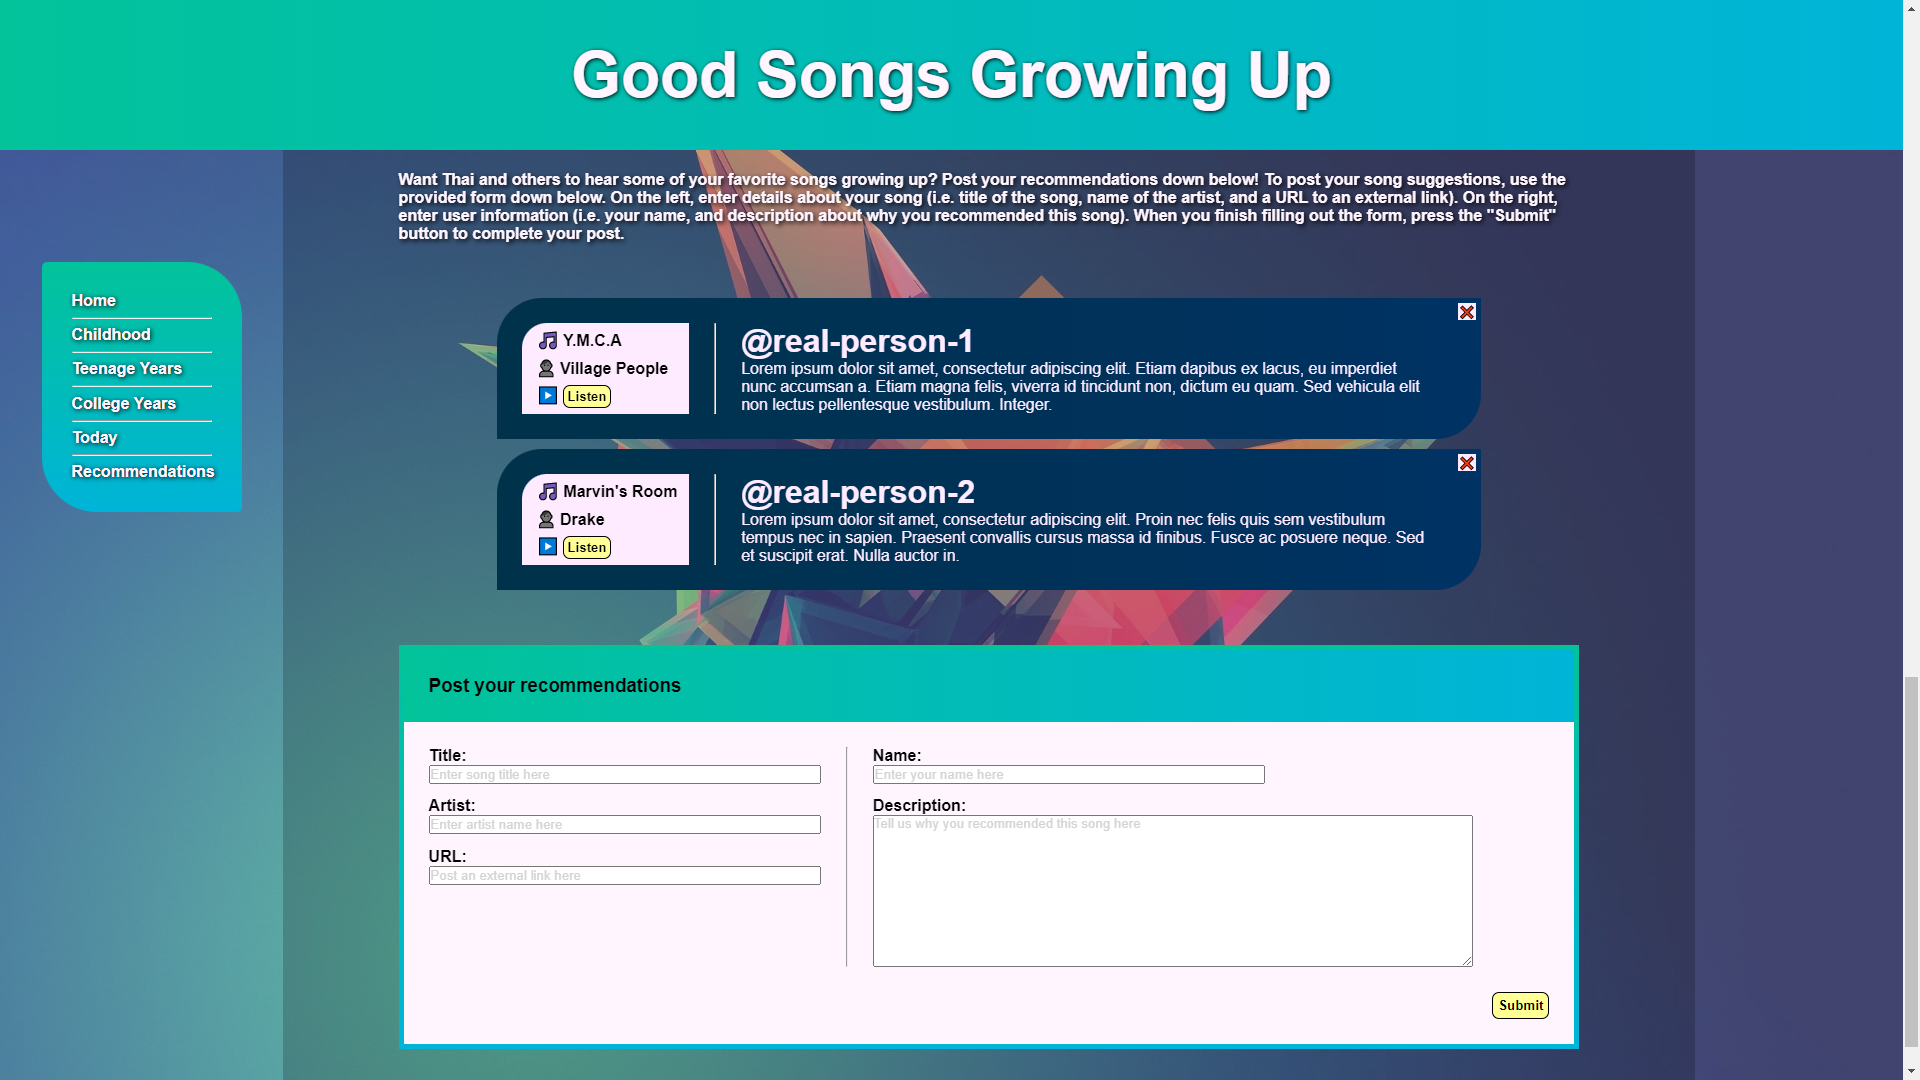 Good Songs Growing Up
Want Thai and others to hear some of your favorite songs growing up? Post your recommendations down below! To post your song suggestions, use the
provided form down below. On the left, enter details about your song (i.e. title of the song, name of the artist, and a URL to an external link). On the right,
enter user information (i.e. your name, and description about why you recommended this song). When you finish filling out the form, press the "Submit"
button to complete your post.
Home
Childhood
Teenage Years
College Years
Today
Recommendations
Y.M.C.A
Village People
Listen
@real-person-1
Lorem ipsum dolor sit amet, consectetur adipiscing elit. Etiam dapibus ex lacus, eu imperdiet
nunc accumsan a. Etiam magna felis, viverra id tincidunt non, dictum eu quam. Sed vehicula elit
non lectus pellentesque vestibulum. Integer.
Marvin's Room
Drake
Listen
@real-person-2
Lorem ipsum dolor sit amet, consectetur adipiscing elit. Proin nec felis quis sem vestibulum
tempus nec in sapien. Praesent convallis cursus massa id finibus. Fusce ac posuere neque. Sed
et suscipit erat. Nulla auctor in.
Post your recommendations
Title:
Enter song title here
Artist:
Enter artist name here
URL:
Post an external link here
Name:
Enter your name here
Description:
Tell us why you recommended this song here
Submit